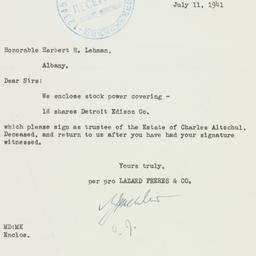 July 11, 1941
RECEIVED
Honorable Herbert H. Lehman,
Albany.
Dear Sirs:
We enclose stock power covering -
18 shares Detroit Edison Co.
which please sign as trustee of the Estate of Charles Altschul,
Deceased, and return to us after you have had your signature
witnessed.
Yours truly,
per pro LAZARD FRERES & CO.
MD:MK
Enclos.